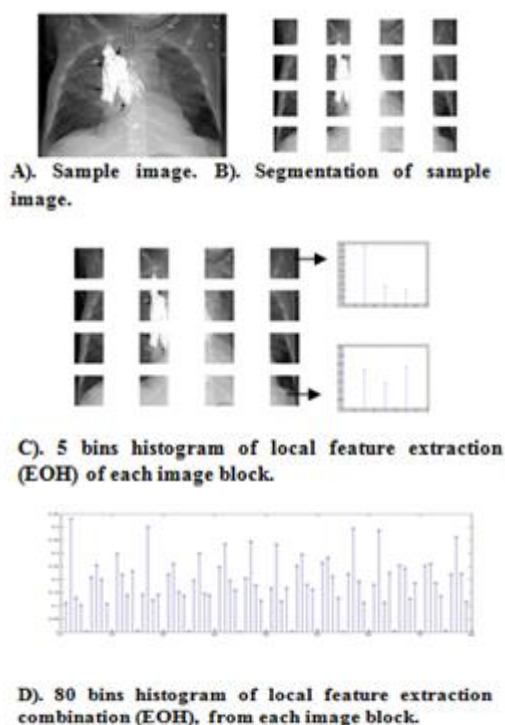 A). Sample image. B). Segmentation of sample
image.
C). 5 bins histogram of local feature extraction
(EOH) of each image block.
D). 80 bins histogram of local feature extraction
combination (EOH), from each image block.